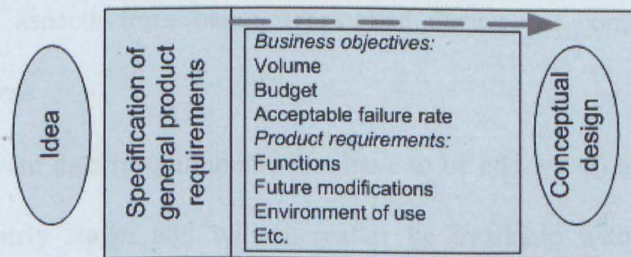 Idea
Specification of
general product
requirements
Business objectives:
Volume
Budget
Acceptable failure rate
Product requirements:
Functions
Future modifications
Environment of use
Etc.
Conceptual
design